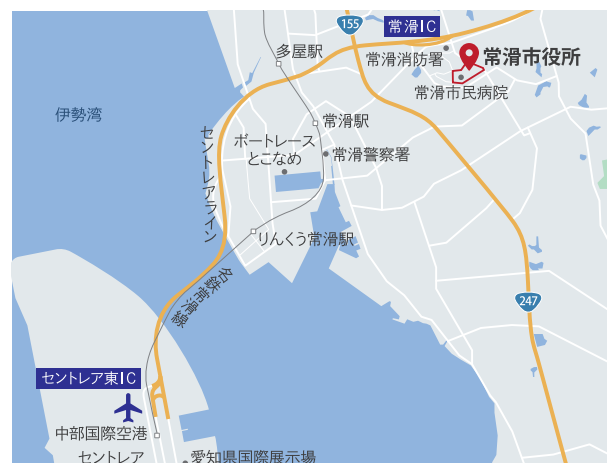 155
常滑IC
多屋駅
常滑消防署
常滑市役所
常滑市民病院
伊勢湾
常滑駅
セントレアライン
ボートレース
とこなめ
常滑警察署
りんくう常滑駅
名鉄常滑線
247
セントレア東IC
中部国際空港
セントレア
愛知県国際展示場